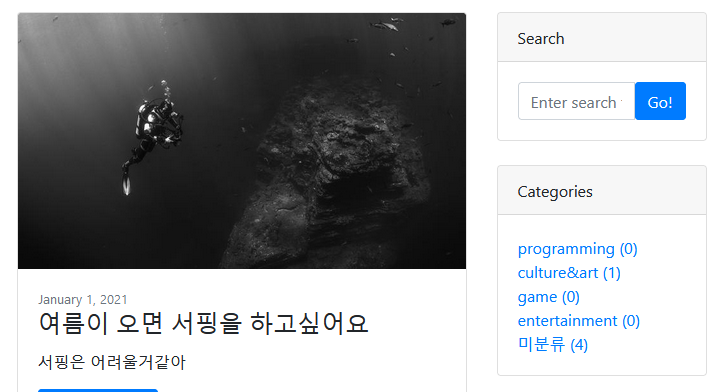 January 1, 2021
여름이 오면 서핑을 하고싶어요
서핑은 어려울거같아
Search
Enter search
Go!
Categories
programming (0)
culture&art (1)
game (0)
entertainment (0)
미분류 (4)